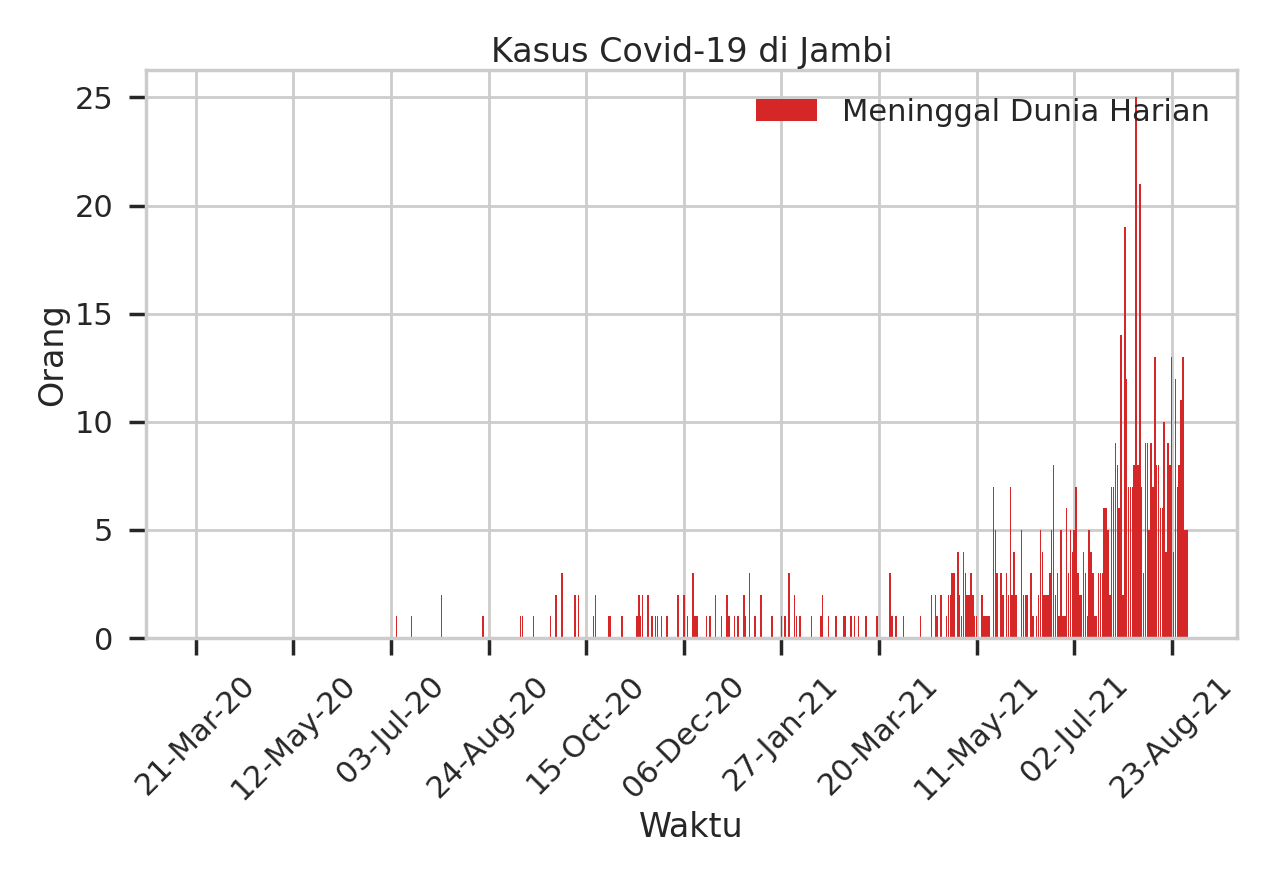 Kasus Covid-19 di Jambi
Meninggal Dunia Harian
Orang
25
20
15
10
5
0
21-Mar-20
12-May-20
03-Jul-20
24-Aug-20
15-Oct-20
06-Dec-20
27-Jan-21
20-Mar-21
11-May-21
02-Jul-21
23-Aug-21
Waktu